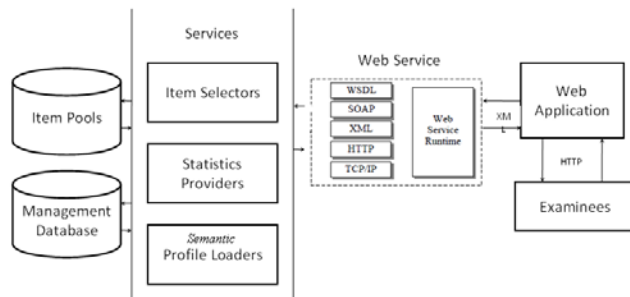 Services
Web Service
Item Pools
Management
Database
Item Selectors
Statistics
Providers
Semantic
Profile Loaders
WSDL
SOAP
XML
HTTP
TCP/IP
Web
Service
Runtime
XM
L
Web
Application
HTTP
Examinees